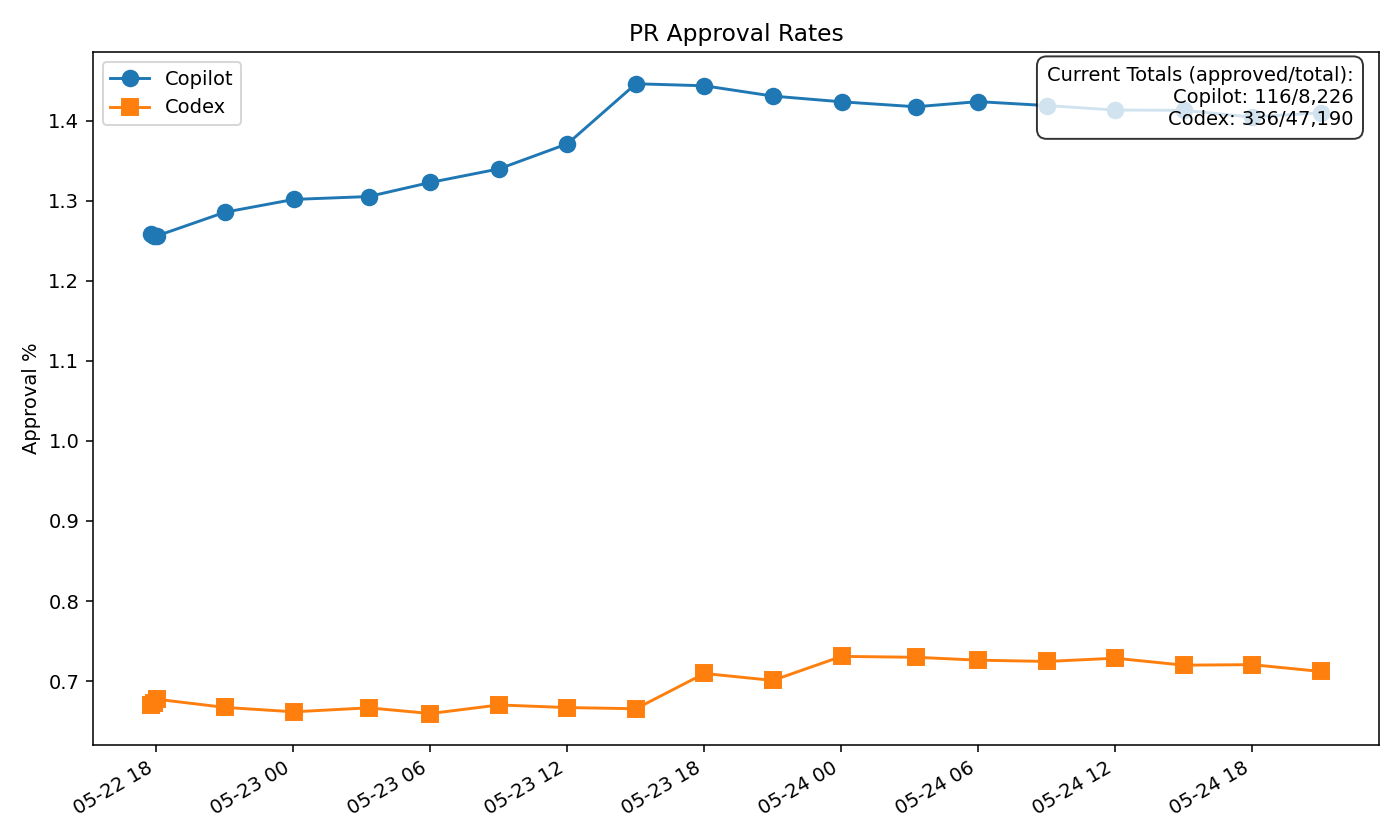 PR Approval Rates
Copilot
Codex
Current Totals (approved/total):
Copilot: 116/8,226
Codex: 336/47,190
Approval %
1.4
1.3
1.2
1.1
1.0
0.9
0.8
0.7
05-22 18
05-23 00
05-23 06
05-23 12
05-23 18
05-24 00
05-24 06
05-24 12
05-24 18